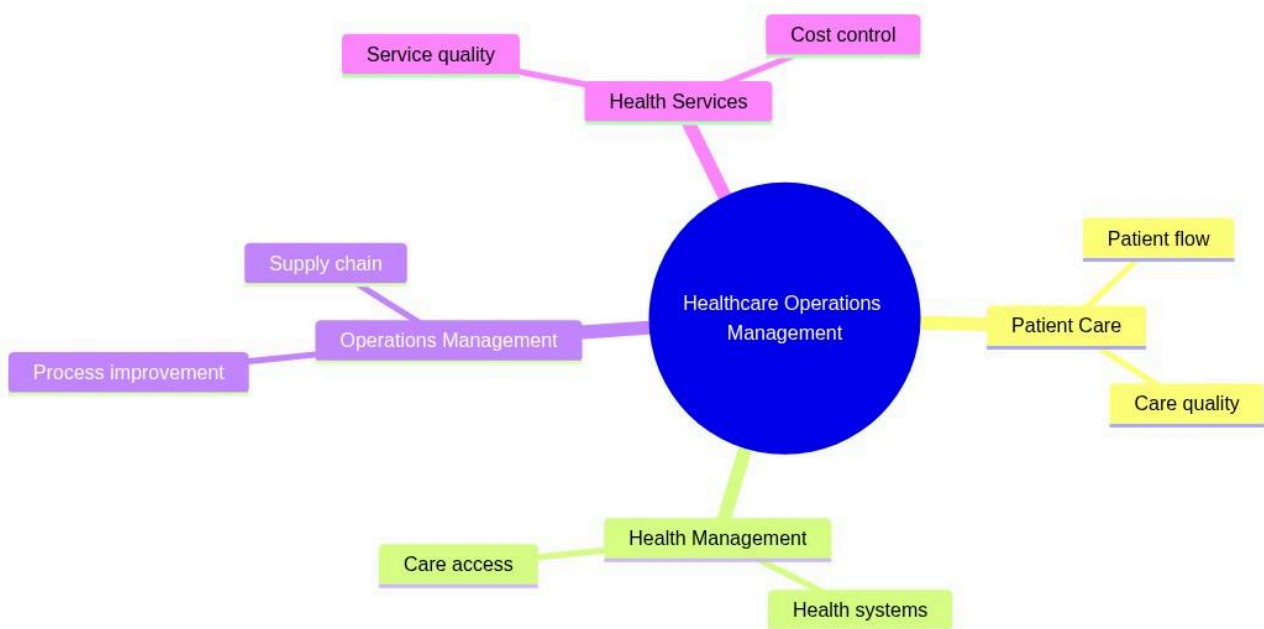 Cost control
Service quality
Health Services
Patient flow
Supply chain
Healthcare Operations
Management
Patient Care
Operations Management
Process improvement
Care quality
Health Management
Care access
Health systems